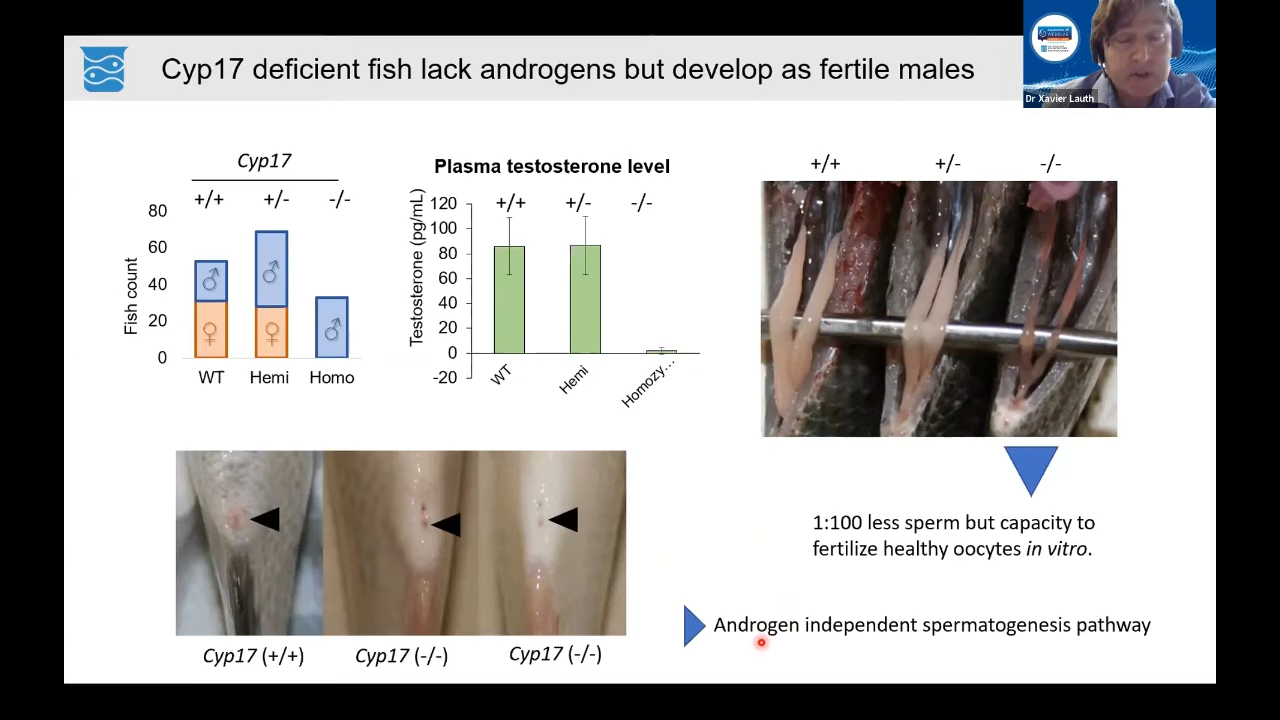 Cyp17 deficient fish lack androgens but develop as fertile males
Dr Xavier Lauth
Cyp17
+/+ +/- -/-
Fish count
80
60
40
20
0
WT Hemi Homo
Plasma testosterone level
+/+ +/- -/-
Testosterone (pg/mL)
120
100
80
60
40
20
0
-20
WT
Hemi
Homozy...
+/+ +/- -/-
1:100 less sperm but capacity to
fertilize healthy oocytes in vitro.
Androgen independent spermatogenesis pathway
Cyp17 (+/+) Cyp17 (-/-) Cyp17 (-/-)